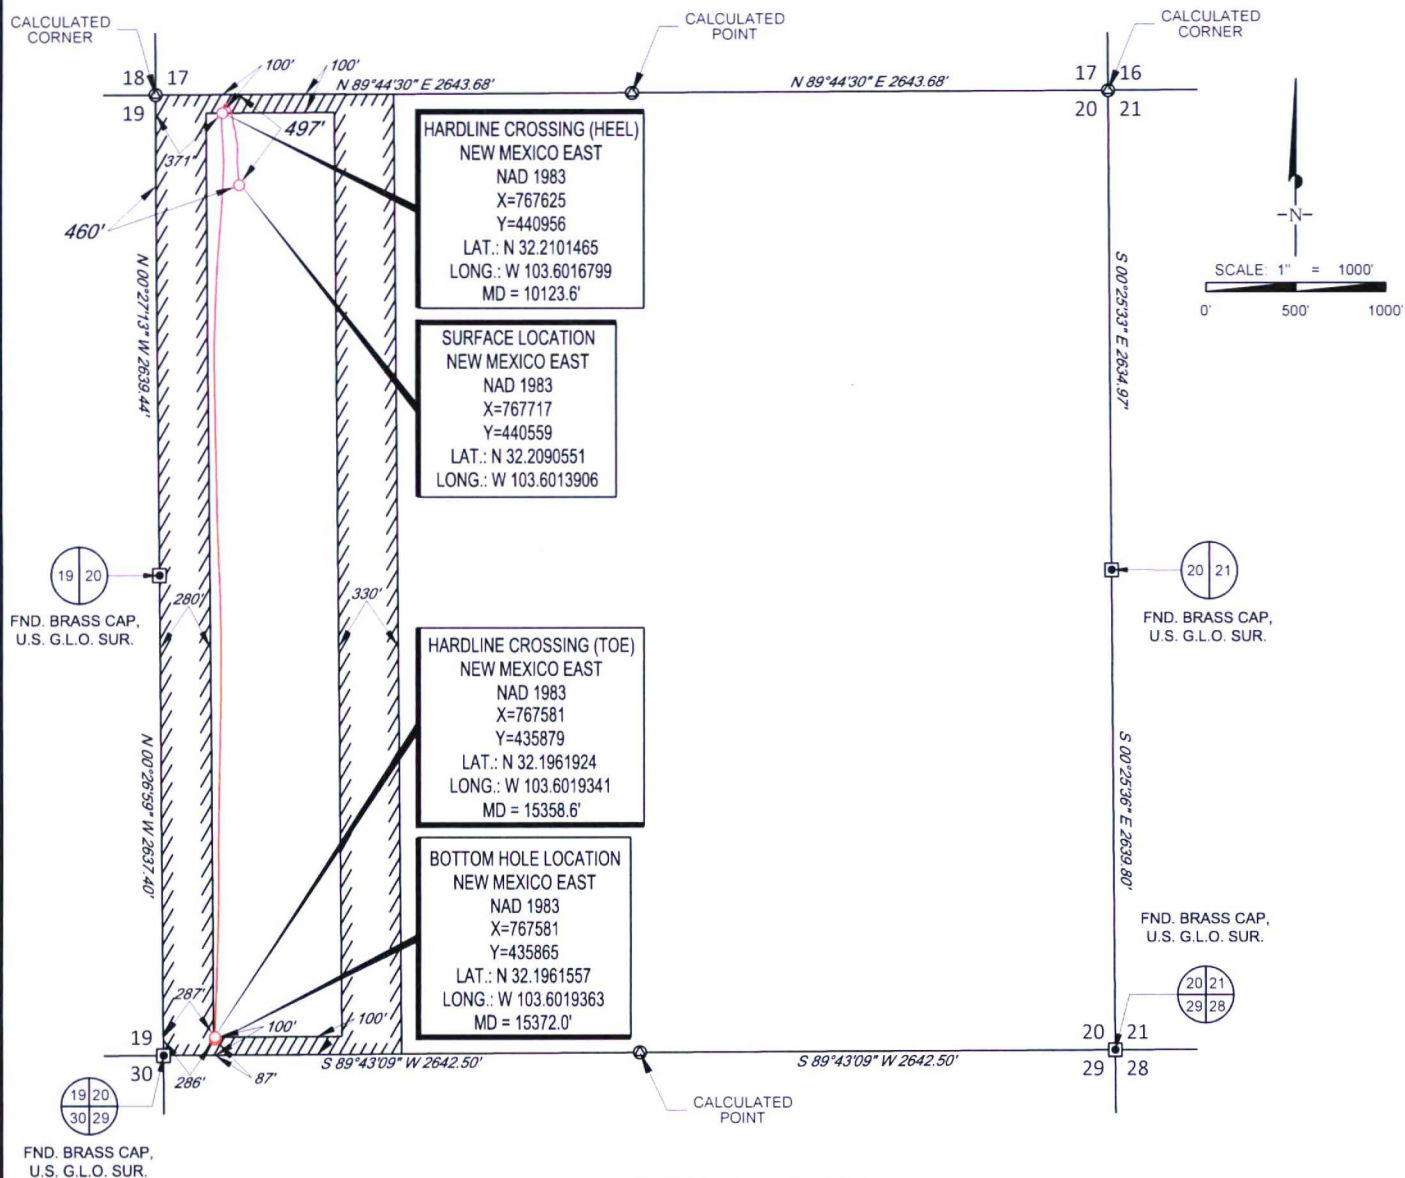 CALCULATED
CORNER
CALCULATED
POINT
CALCULATED
CORNER
18 17
19
100'
100'
N 89°44'30" E 2643.68'
N 89°44'30" E 2643.68'
17 16
20 21
497'
371'
460'
HARDLINE CROSSING (HEEL)
NEW MEXICO EAST
NAD 1983
X=767625
Y=440956
LAT.: N 32.2101465
LONG.: W 103.6016799
MD = 10123.6'
-N-
SCALE: 1" = 1000'
0' 500' 1000'
N 00°27'13" W 2639.44'
S 00°25'33" E 2634.97'
SURFACE LOCATION
NEW MEXICO EAST
NAD 1983
X=767717
Y=440559
LAT.: N 32.2090551
LONG.: W 103.6013906
19 20
FND. BRASS CAP,
U.S. G.L.O. SUR.
280'
330'
20 21
FND. BRASS CAP,
U.S. G.L.O. SUR.
HARDLINE CROSSING (TOE)
NEW MEXICO EAST
NAD 1983
X=767581
Y=435879
LAT.: N 32.1961924
LONG.: W 103.6019341
MD = 15358.6'
N 00°26'59" W 2637.40'
S 00°25'36" E 2639.80'
BOTTOM HOLE LOCATION
NEW MEXICO EAST
NAD 1983
X=767581
Y=435865
LAT.: N 32.1961557
LONG.: W 103.6019363
MD = 15372.0'
FND. BRASS CAP,
U.S. G.L.O. SUR.
20 21
29 28
287'
100'
100'
19
30
286'
87'
S 89°43'09" W 2642.50'
S 89°43'09" W 2642.50'
20 21
29 28
19 20
30 29
FND. BRASS CAP,
U.S. G.L.O. SUR.
CALCULATED
POINT